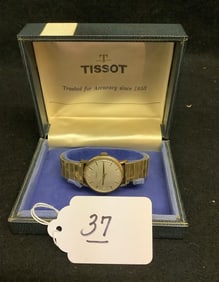 T
TISSOT
Trusted for Accuracy since 1853
37